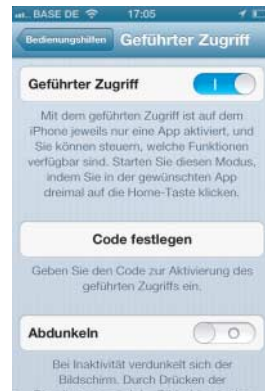 BASE DE 17:05
Bedienungshilfen Geführter Zugriff
Geführter Zugriff
Mit dem geführten Zugriff ist auf dem
iPhone jeweils nur eine App aktiviert, und
Sie können steuern, welche Funktionen
verfügbar sind. Starten Sie diesen Modus,
indem Sie in der gewünschten App
dreimal auf die Home-Taste klicken.
Code festlegen
Geben Sie den Code zur Aktivierung des
geführten Zugriffs ein.
Abdunkeln
Bei Inaktivität verdunkelt sich der
Bildschirm. Durch Drücken der